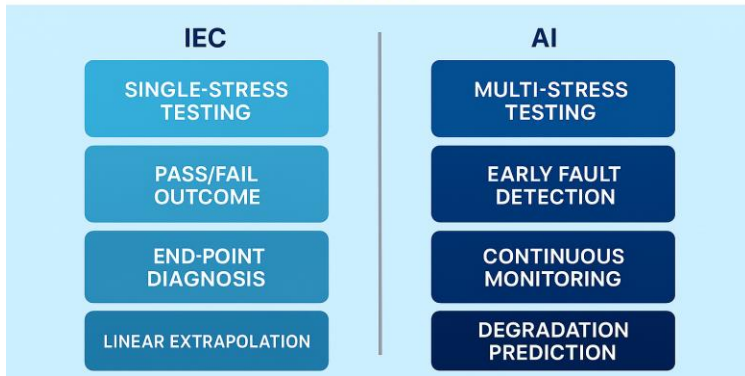 IEC
SINGLE-STRESS
TESTING
PASS/FAIL
OUTCOME
END-POINT
DIAGNOSIS
LINEAR EXTRAPOLATION
AI
MULTI-STRESS
TESTING
EARLY FAULT
DETECTION
CONTINUOUS
MONITORING
DEGRADATION
PREDICTION